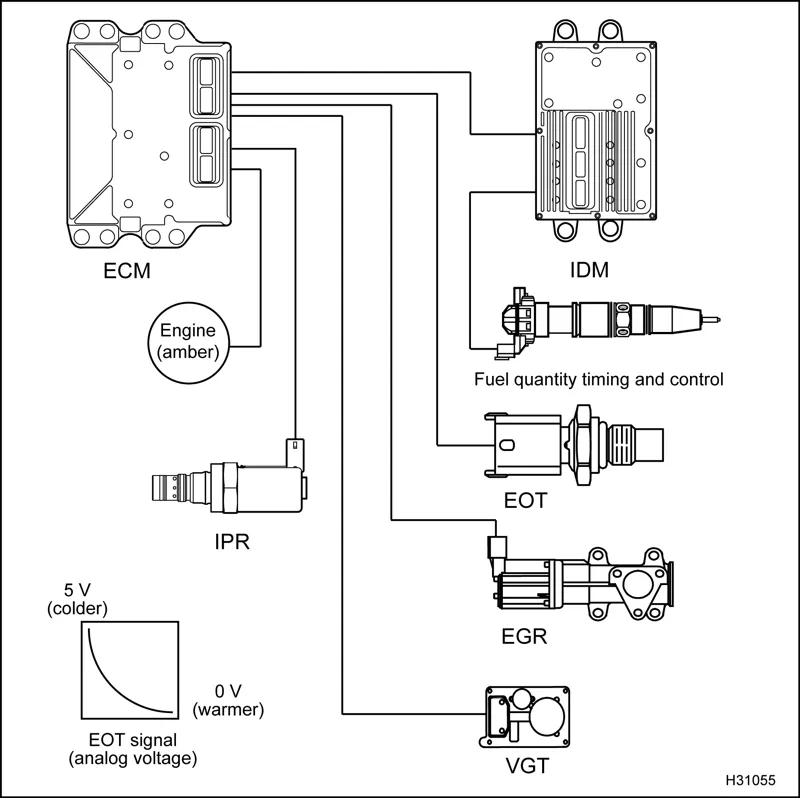 ECM
IDM
Engine
(amber)
Fuel quantity timing and control
EOT
IPR
5 V
(colder)
EGR
0 V
(warmer)
EOT signal
(analog voltage)
VGT
H31055